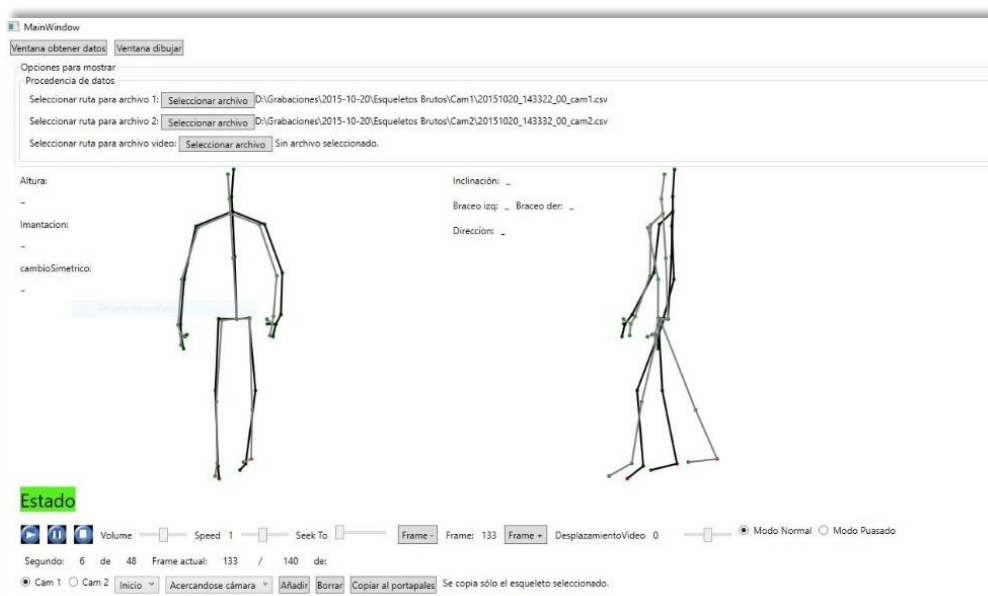 MainWindow
Ventana obtener datos Ventana dibujar
Opciones para mostrar
Procedencia de datos
Seleccionar ruta para archivo 1: Seleccionar archivo D:\Grabaciones\2015-10-20\Esqueletos Brutos\Cam1\20151020_143322_00_cam1.csv
Seleccionar ruta para archivo 2: Seleccionar archivo D:\Grabaciones\2015-10-20\Esqueletos Brutos\Cam2\20151020_143332_00_cam2.csv
Seleccionar ruta para archivo video: Seleccionar archivo Sin archivo seleccionado.
Altura: Inclinación: _
_
Braceo izq: _ Braceo der: _
Imantacion: Direccion: _
_
cambioSimetrico:
_
Estado
Volume Speed 1 Seek To Frame - Frame: 133 Frame + DesplazamientoVideo 0 Modo Normal Modo Puasado
Segundo: 6 de 48 Frame actual: 133 / 140 de:
Cam 1 Cam 2 Inicio Acercandose cámara Añadir Borrar Copiar al portapales Se copia sólo el esqueleto seleccionado.